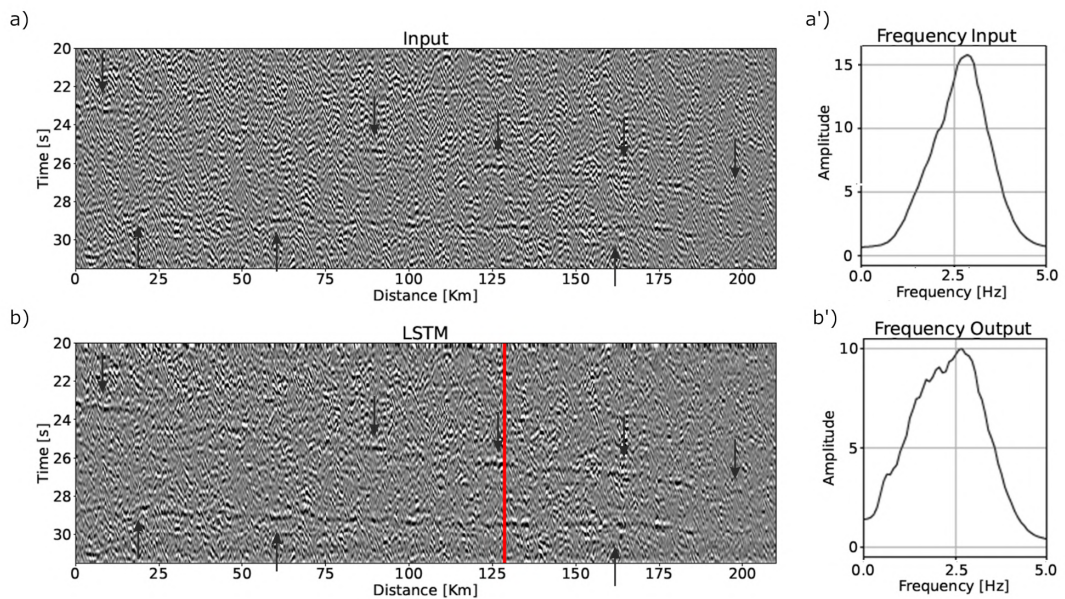 a)
Input
20
22
24
26
28
30
Time [s]
0 25 50 75 100 125 150 175 200
Distance [Km]
a')
Frequency Input
15
10
5
0
Amplitude
0.0 2.5 5.0
Frequency [Hz]
b)
LSTM
20
22
24
26
28
30
Time [s]
0 25 50 75 100 125 150 175 200
Distance [Km]
b')
Frequency Output
10
5
0
Amplitude
0.0 2.5 5.0
Frequency [Hz]